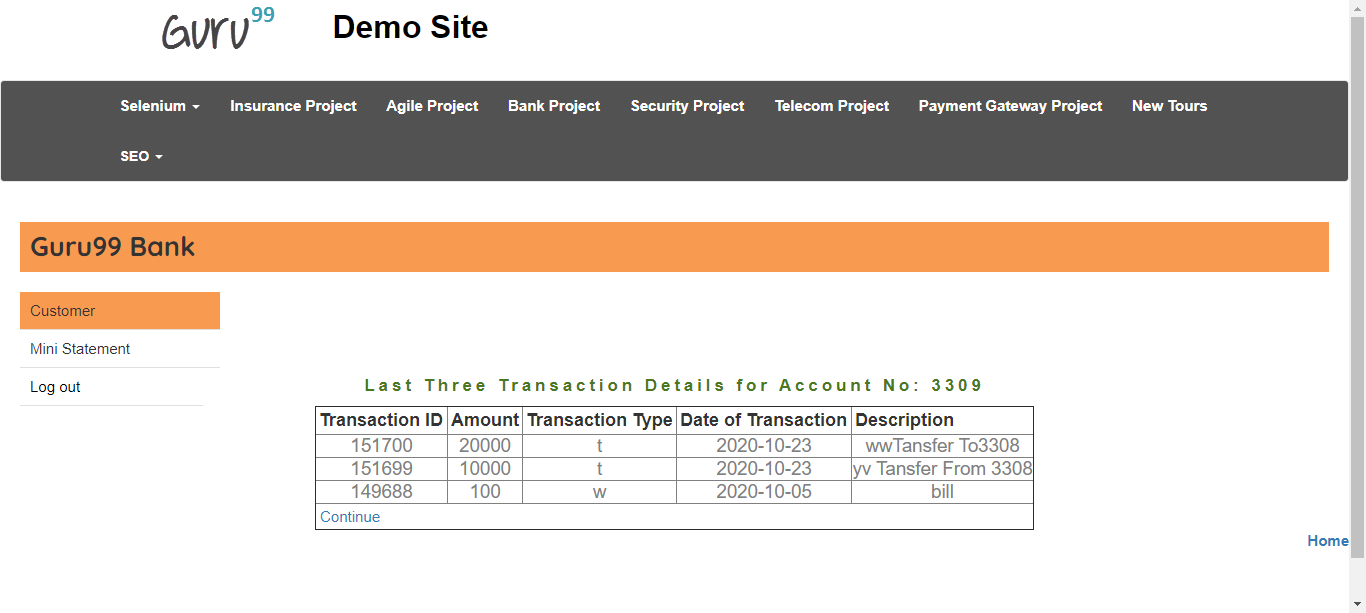 Guru99 Demo Site
Selenium Insurance Project Agile Project Bank Project Security Project Telecom Project Payment Gateway Project New Tours
SEO
Guru99 Bank
Customer
Mini Statement
Log out
Last Three Transaction Details for Account No: 3309
Transaction ID Amount Transaction Type Date of Transaction Description
151700 20000 t 2020-10-23 wwTansfer To3308
151699 10000 t 2020-10-23 yv Tansfer From 3308
149688 100 w 2020-10-05 bill
Continue
Home